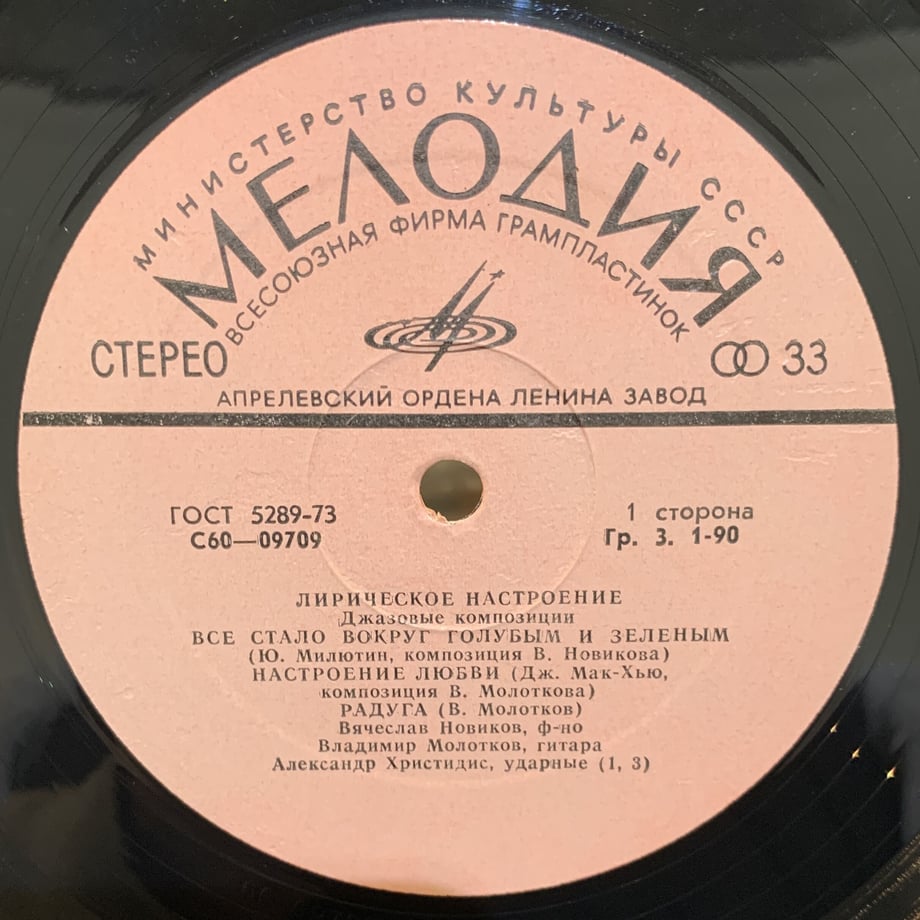 МИНИСТЕРСТВО КУЛЬТУРЫ СССР
МЕЛОДИЯ
ВСЕСОЮЗНАЯ ФИРМА ГРАМПЛАСТИНОК
СТЕРЕО
33
АПРЕЛЕВСКИЙ ОРДЕНА ЛЕНИНА ЗАВОД
ГОСТ 5289-73
С60—09709
1 сторона
Гр. 3. 1-90
ЛИРИЧЕСКОЕ НАСТРОЕНИЕ
Джазовые композиции
ВСЕ СТАЛО ВОКРУГ ГОЛУБЫМ И ЗЕЛЕНЫМ
(Ю. Милютин, композиция В. Новикова)
НАСТРОЕНИЕ ЛЮБВИ (Дж. Мак-Хью,
композиция В. Молоткова)
РАДУГА (В. Молотков)
Вячеслав Новиков, ф-но
Владимир Молотков, гитара
Александр Христидис, ударные (1, 3)